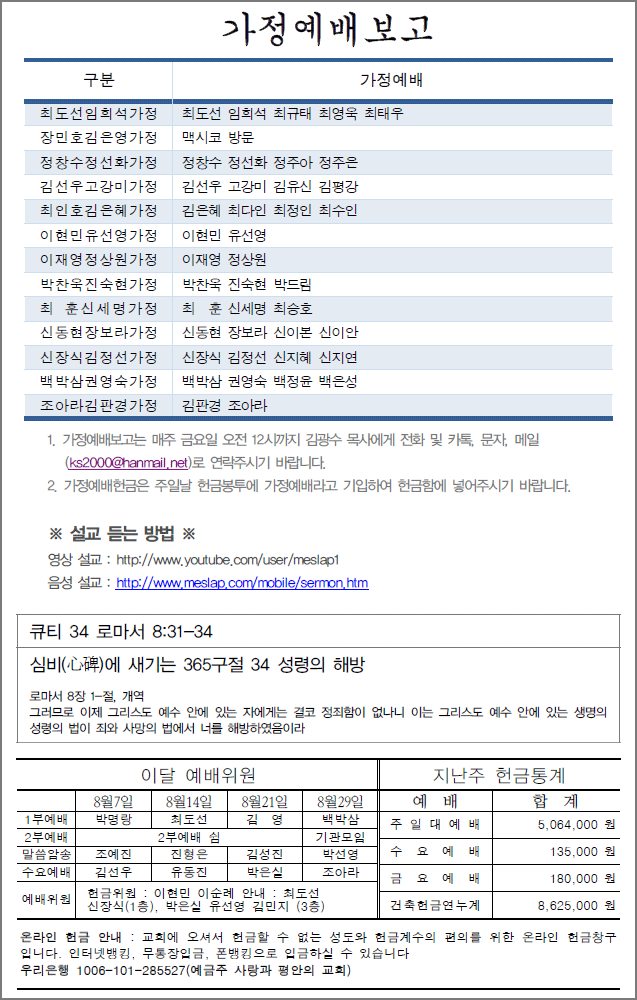 가정예배보고
구분 가정예배
최도선임희석가정 최도선 임희석 최규태 최영욱 최태우
장민호김은영가정 맥시코 방문
정창수정선화가정 정창수 정선화 정주아 정주은
김선우고강미가정 김선우 고강미 김유신 김평강
최인호김은혜가정 김은혜 최다인 최정인 최수인
이현민유선영가정 이현민 유선영
이재영정상원가정 이재영 정상원
박찬욱진숙현가정 박찬욱 진숙현 박드림
최 훈신세명가정 최 훈 신세명 최승호
신동현장보라가정 신동현 장보라 신이본 신이안
신장식김정선가정 신장식 김정선 신지혜 신지연
백박삼권영숙가정 백박삼 권영숙 백정윤 백은성
조아라김판경가정 김판경 조아라
1. 가정예배보고는 매주 금요일 오전 12시까지 김광수 목사에게 전화 및 카톡, 문자, 메일
(ks2000@hanmail.net)로 연락주시기 바랍니다.
2. 가정예배헌금은 주일날 헌금봉투에 가정예배라고 기입하여 헌금함에 넣어주시기 바랍니다.
※ 설교 듣는 방법 ※
영상 설교 : http://www.youtube.com/user/meslap1
음성 설교 : http://www.meslap.com/mobile/sermon.htm
큐티 34 로마서 8:31-34
심비(心碑)에 새기는 365구절 34 성령의 해방
로마서 8장 1-절, 개역
그러므로 이제 그리스도 예수 안에 있는 자에게는 결코 정죄함이 없나니 이는 그리스도 예수 안에 있는 생명의
성령의 법이 죄와 사망의 법에서 너를 해방하였음이라
이달 예배위원
8월7일 8월14일 8월21일 8월29일
1부예배 박명랑 최도선 김 영 백박삼
2부예배 2부예배 쉼 기관모임
말씀암송 조예진 진형은 김성진 박선영
수요예배 김선우 유동진 박은실 조아라
예배위원 헌금위원 : 이현민 이순례 안내 : 최도선
신장식(1층), 박은실 유선영 김민지 (3층)
지난주 헌금통계
예 배 합 계
주 일 대 예 배 5,064,000 원
수 요 예 배 135,000 원
금 요 예 배 180,000 원
건축헌금연누계 8,625,000 원
온라인 헌금 안내 : 교회에 오셔서 헌금할 수 없는 성도와 헌금계수의 편의를 위한 온라인 헌금창구
입니다. 인터넷뱅킹, 무통장입금, 폰뱅킹으로 입금하실 수 있습니다
우리은행 1006-101-285527(예금주 사랑과 평안의 교회)